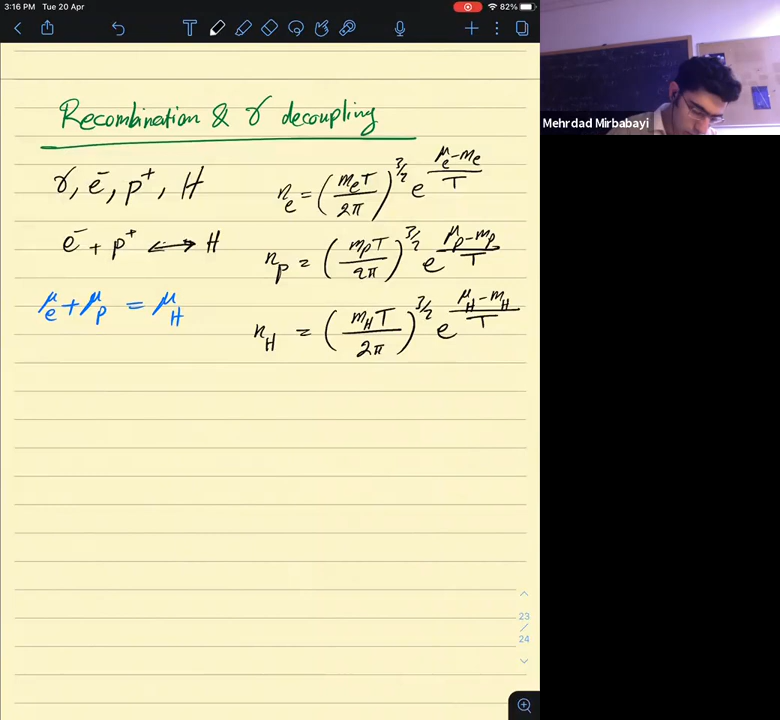 3:16 PM Tue 20 Apr
82%
Recombination & γ decoupling
γ, e⁻, p⁺, H
e⁻ + p⁺ ⟷ H
μ_e + μ_p = μ_H
n_e = (m_e T / 2π)^{3/2} e^{(μ_e - m_e)/T}
n_p = (m_p T / 2π)^{3/2} e^{(μ_p - m_p)/T}
n_H = (m_H T / 2π)^{3/2} e^{(μ_H - m_H)/T}
23
/
24
Mehrdad Mirbabayi